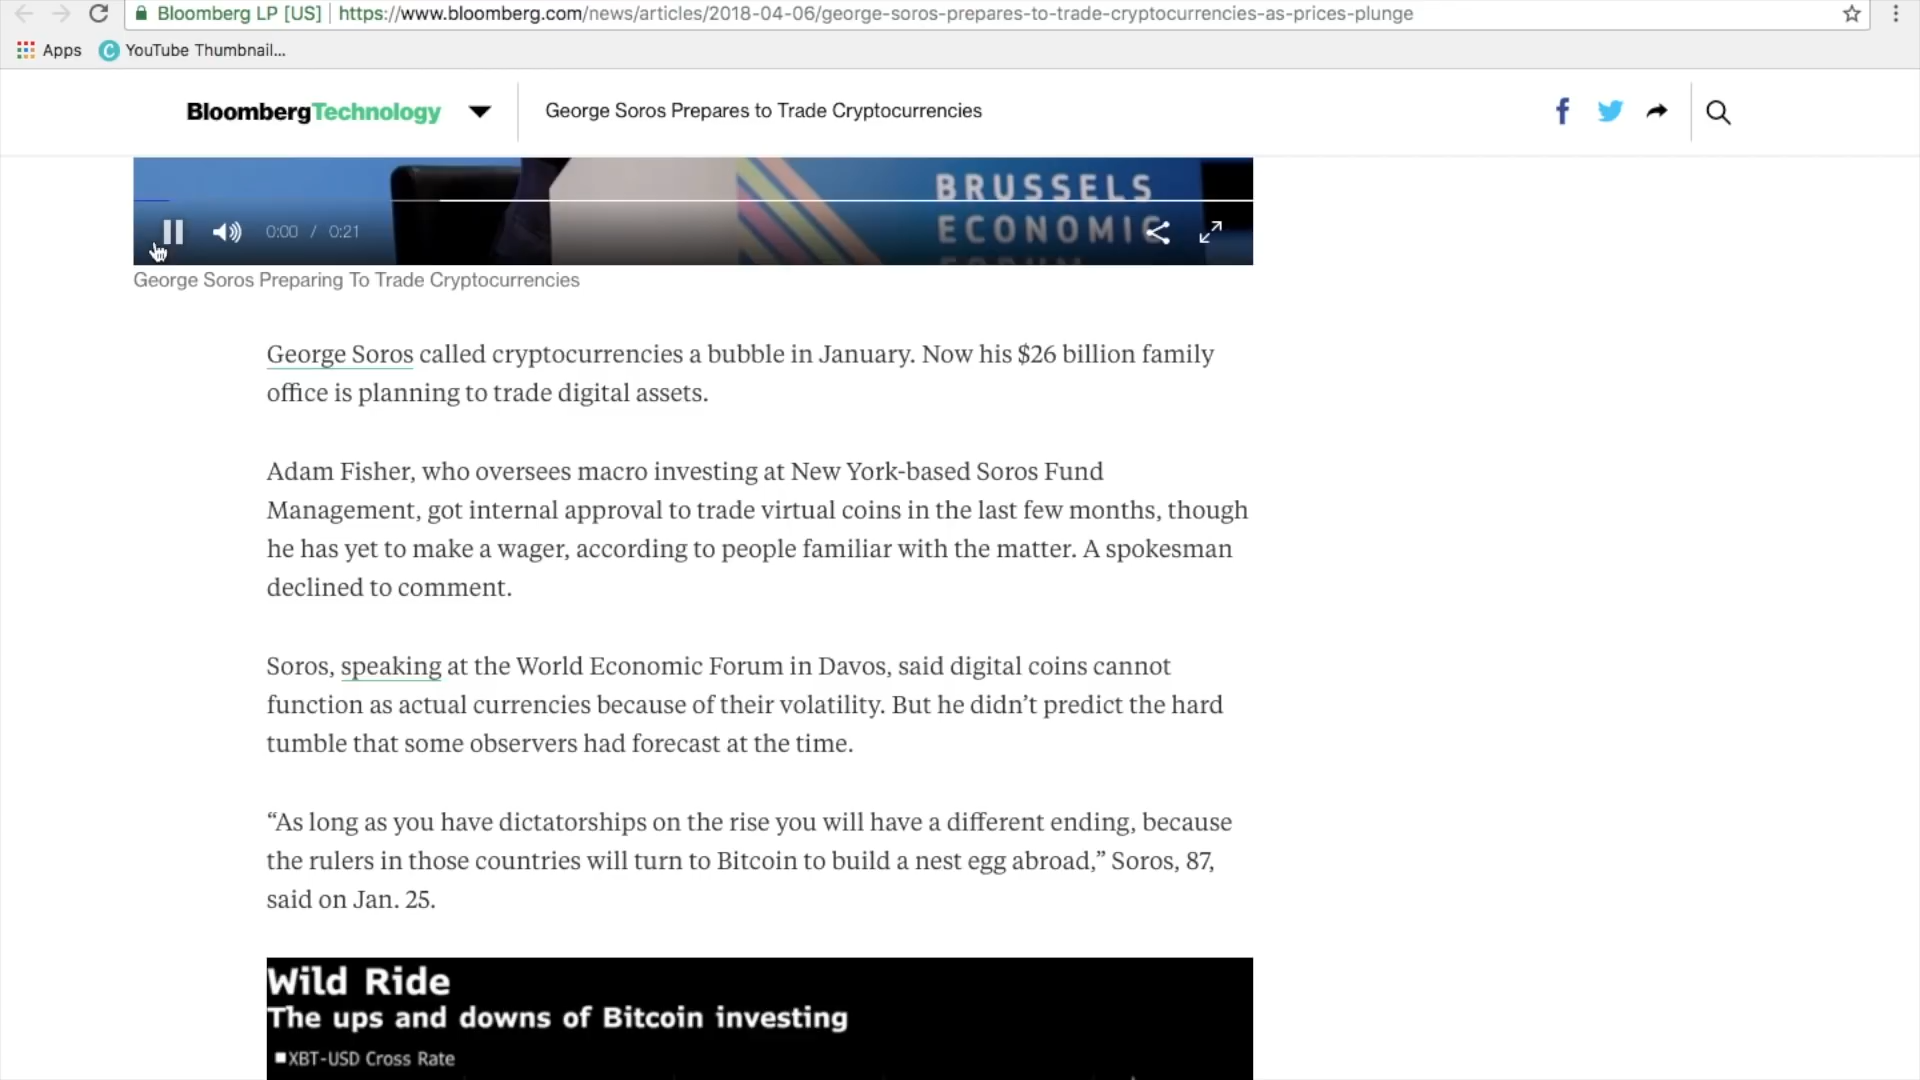 Bloomberg LP [US] https://www.bloomberg.com/news/articles/2018-04-06/george-soros-prepares-to-trade-cryptocurrencies-as-prices-plunge
Apps YouTube Thumbnail...
BloombergTechnology George Soros Prepares to Trade Cryptocurrencies
BRUSSELS
ECONOMIC
FORUM
0:00 / 0:21
George Soros Preparing To Trade Cryptocurrencies
George Soros called cryptocurrencies a bubble in January. Now his $26 billion family
office is planning to trade digital assets.
Adam Fisher, who oversees macro investing at New York-based Soros Fund
Management, got internal approval to trade virtual coins in the last few months, though
he has yet to make a wager, according to people familiar with the matter. A spokesman
declined to comment.
Soros, speaking at the World Economic Forum in Davos, said digital coins cannot
function as actual currencies because of their volatility. But he didn’t predict the hard
tumble that some observers had forecast at the time.
“As long as you have dictatorships on the rise you will have a different ending, because
the rulers in those countries will turn to Bitcoin to build a nest egg abroad,” Soros, 87,
said on Jan. 25.
Wild Ride
The ups and downs of Bitcoin investing
XBT-USD Cross Rate